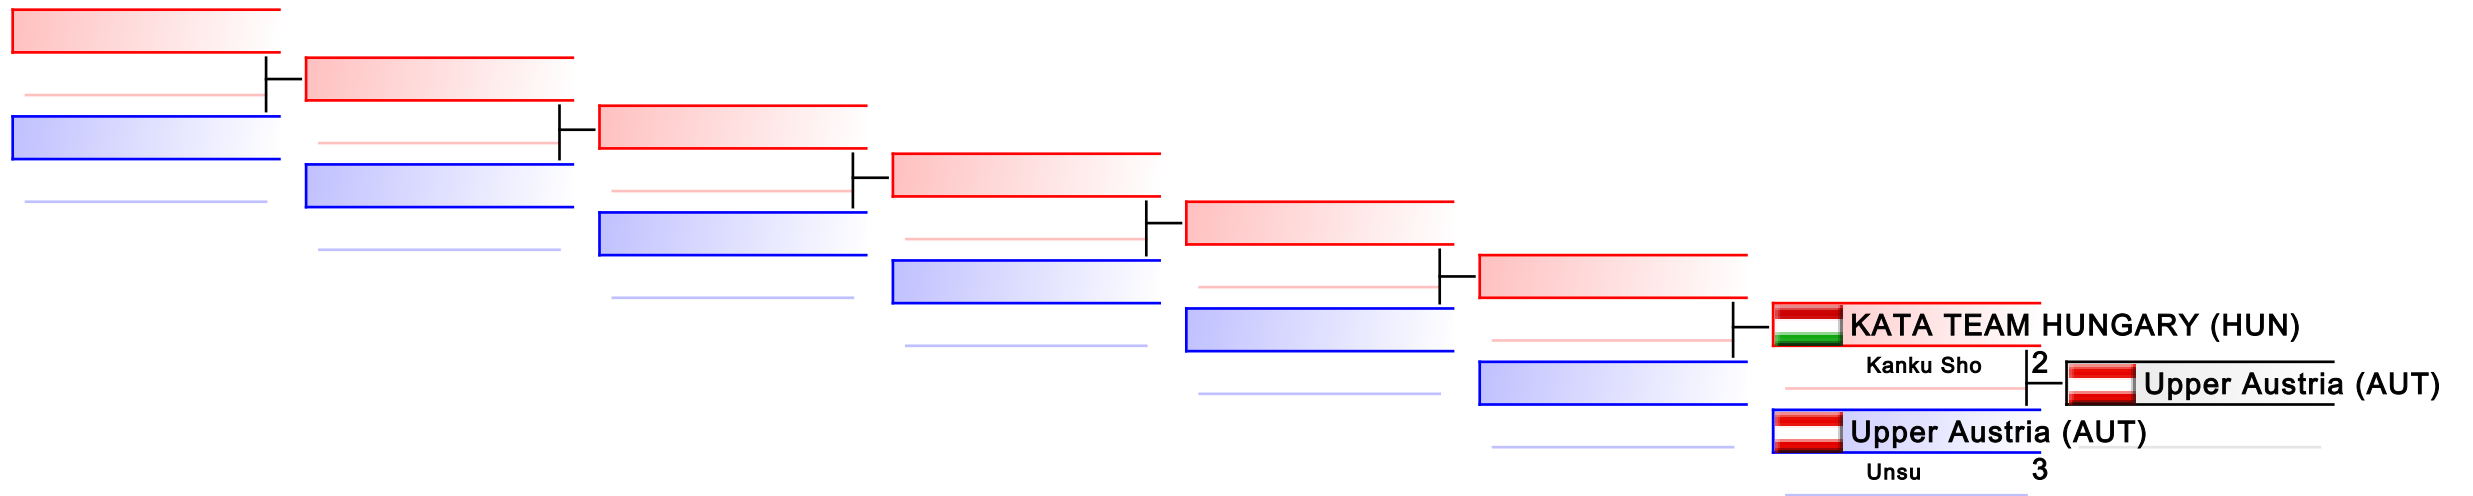 KATA TEAM HUNGARY (HUN)
Kanku Sho 2
Upper Austria (AUT)
Upper Austria (AUT)
Unsu 3